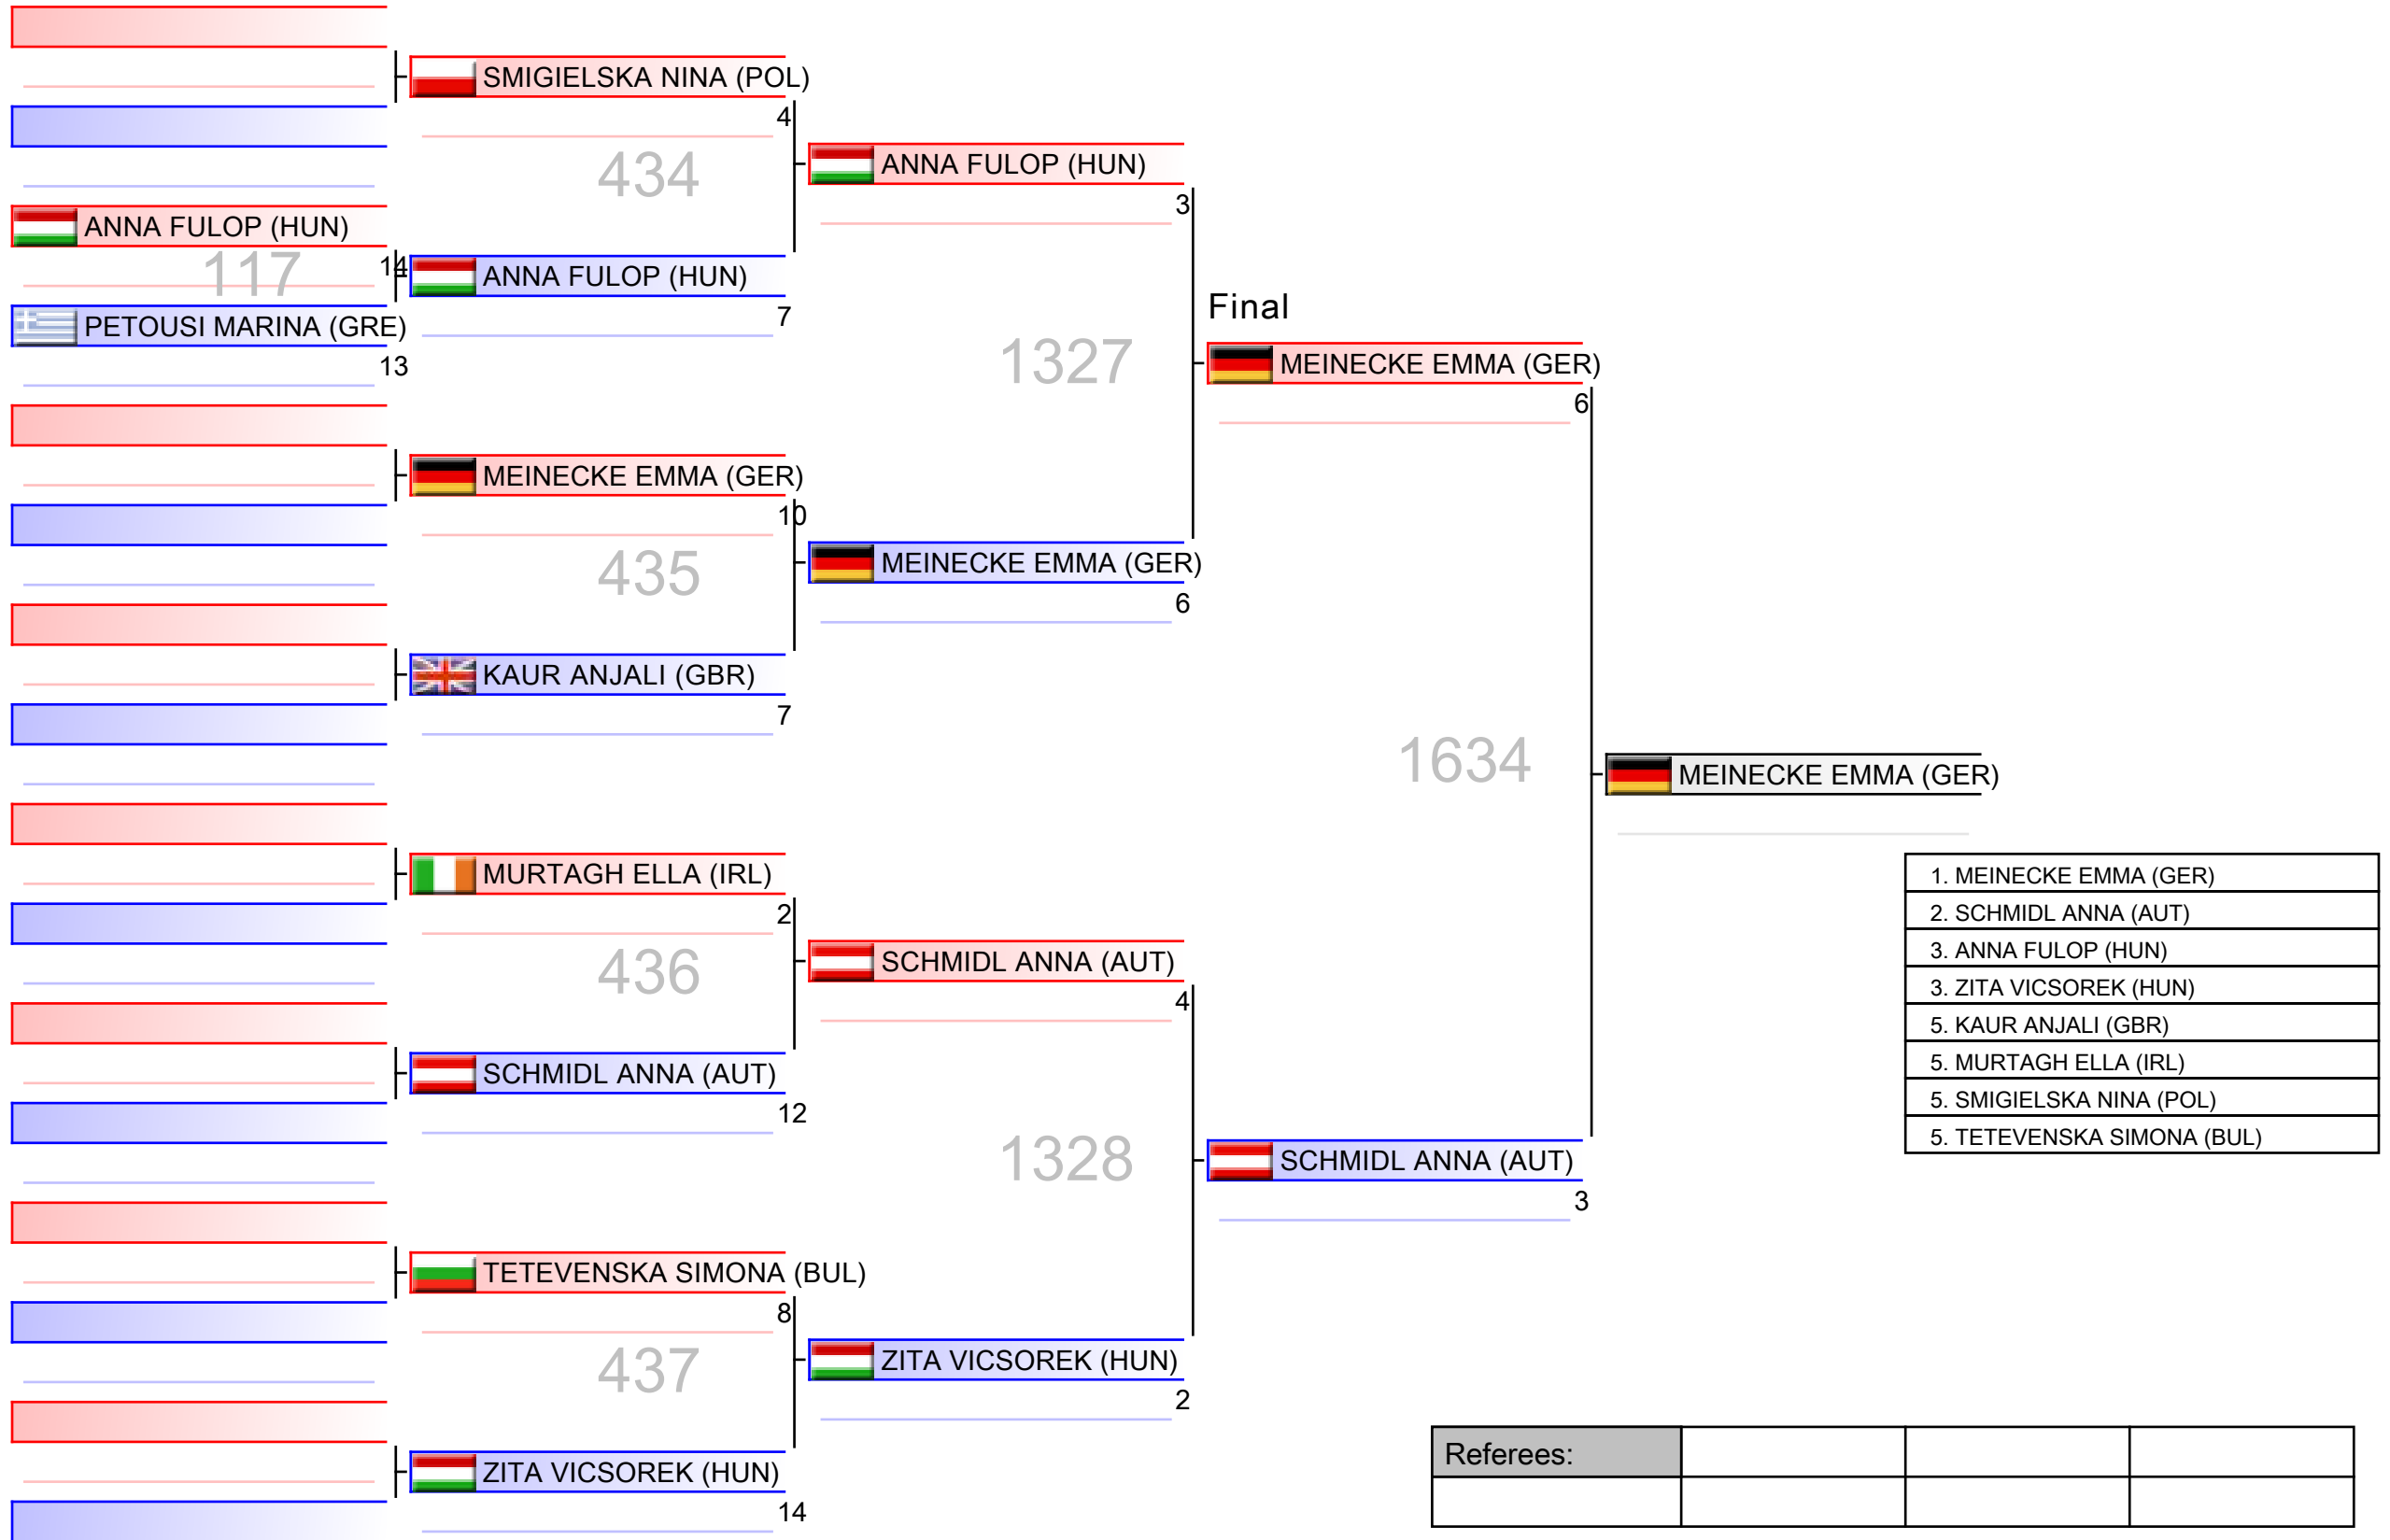 SMIGIELSKA NINA (POL)
4
434
ANNA FULOP (HUN)
3
ANNA FULOP (HUN)
14
117
ANNA FULOP (HUN)
7
PETOUSI MARINA (GRE)
13
Final
1327
MEINECKE EMMA (GER)
6
MEINECKE EMMA (GER)
10
435
MEINECKE EMMA (GER)
6
KAUR ANJALI (GBR)
7
1634
MEINECKE EMMA (GER)
MURTAGH ELLA (IRL)
2
436
SCHMIDL ANNA (AUT)
4
SCHMIDL ANNA (AUT)
12
1328
SCHMIDL ANNA (AUT)
3
TETEVENSKA SIMONA (BUL)
8
437
ZITA VICSOREK (HUN)
2
ZITA VICSOREK (HUN)
14
1. MEINECKE EMMA (GER)
2. SCHMIDL ANNA (AUT)
3. ANNA FULOP (HUN)
3. ZITA VICSOREK (HUN)
5. KAUR ANJALI (GBR)
5. MURTAGH ELLA (IRL)
5. SMIGIELSKA NINA (POL)
5. TETEVENSKA SIMONA (BUL)
Referees: